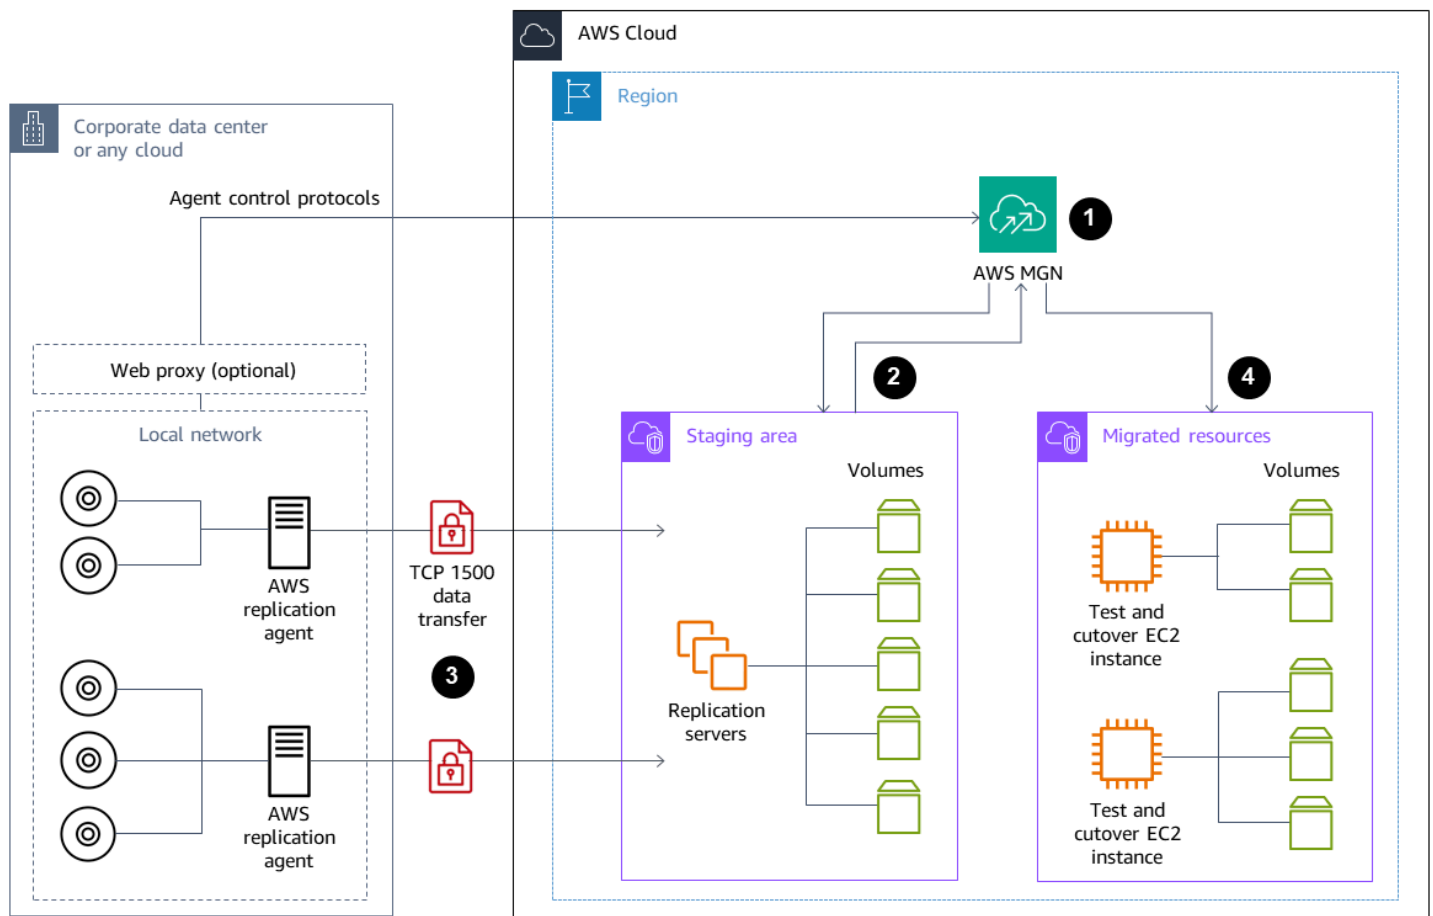 AWS Cloud
Region
Corporate data center
or any cloud
Agent control protocols
1
AWS MGN
Web proxy (optional)
2
4
Local network
Staging area
Migrated resources
Volumes
Volumes
AWS
replication
agent
TCP 1500
data
transfer
Test and
cutover EC2
instance
3
Replication
servers
AWS
replication
agent
Test and
cutover EC2
instance